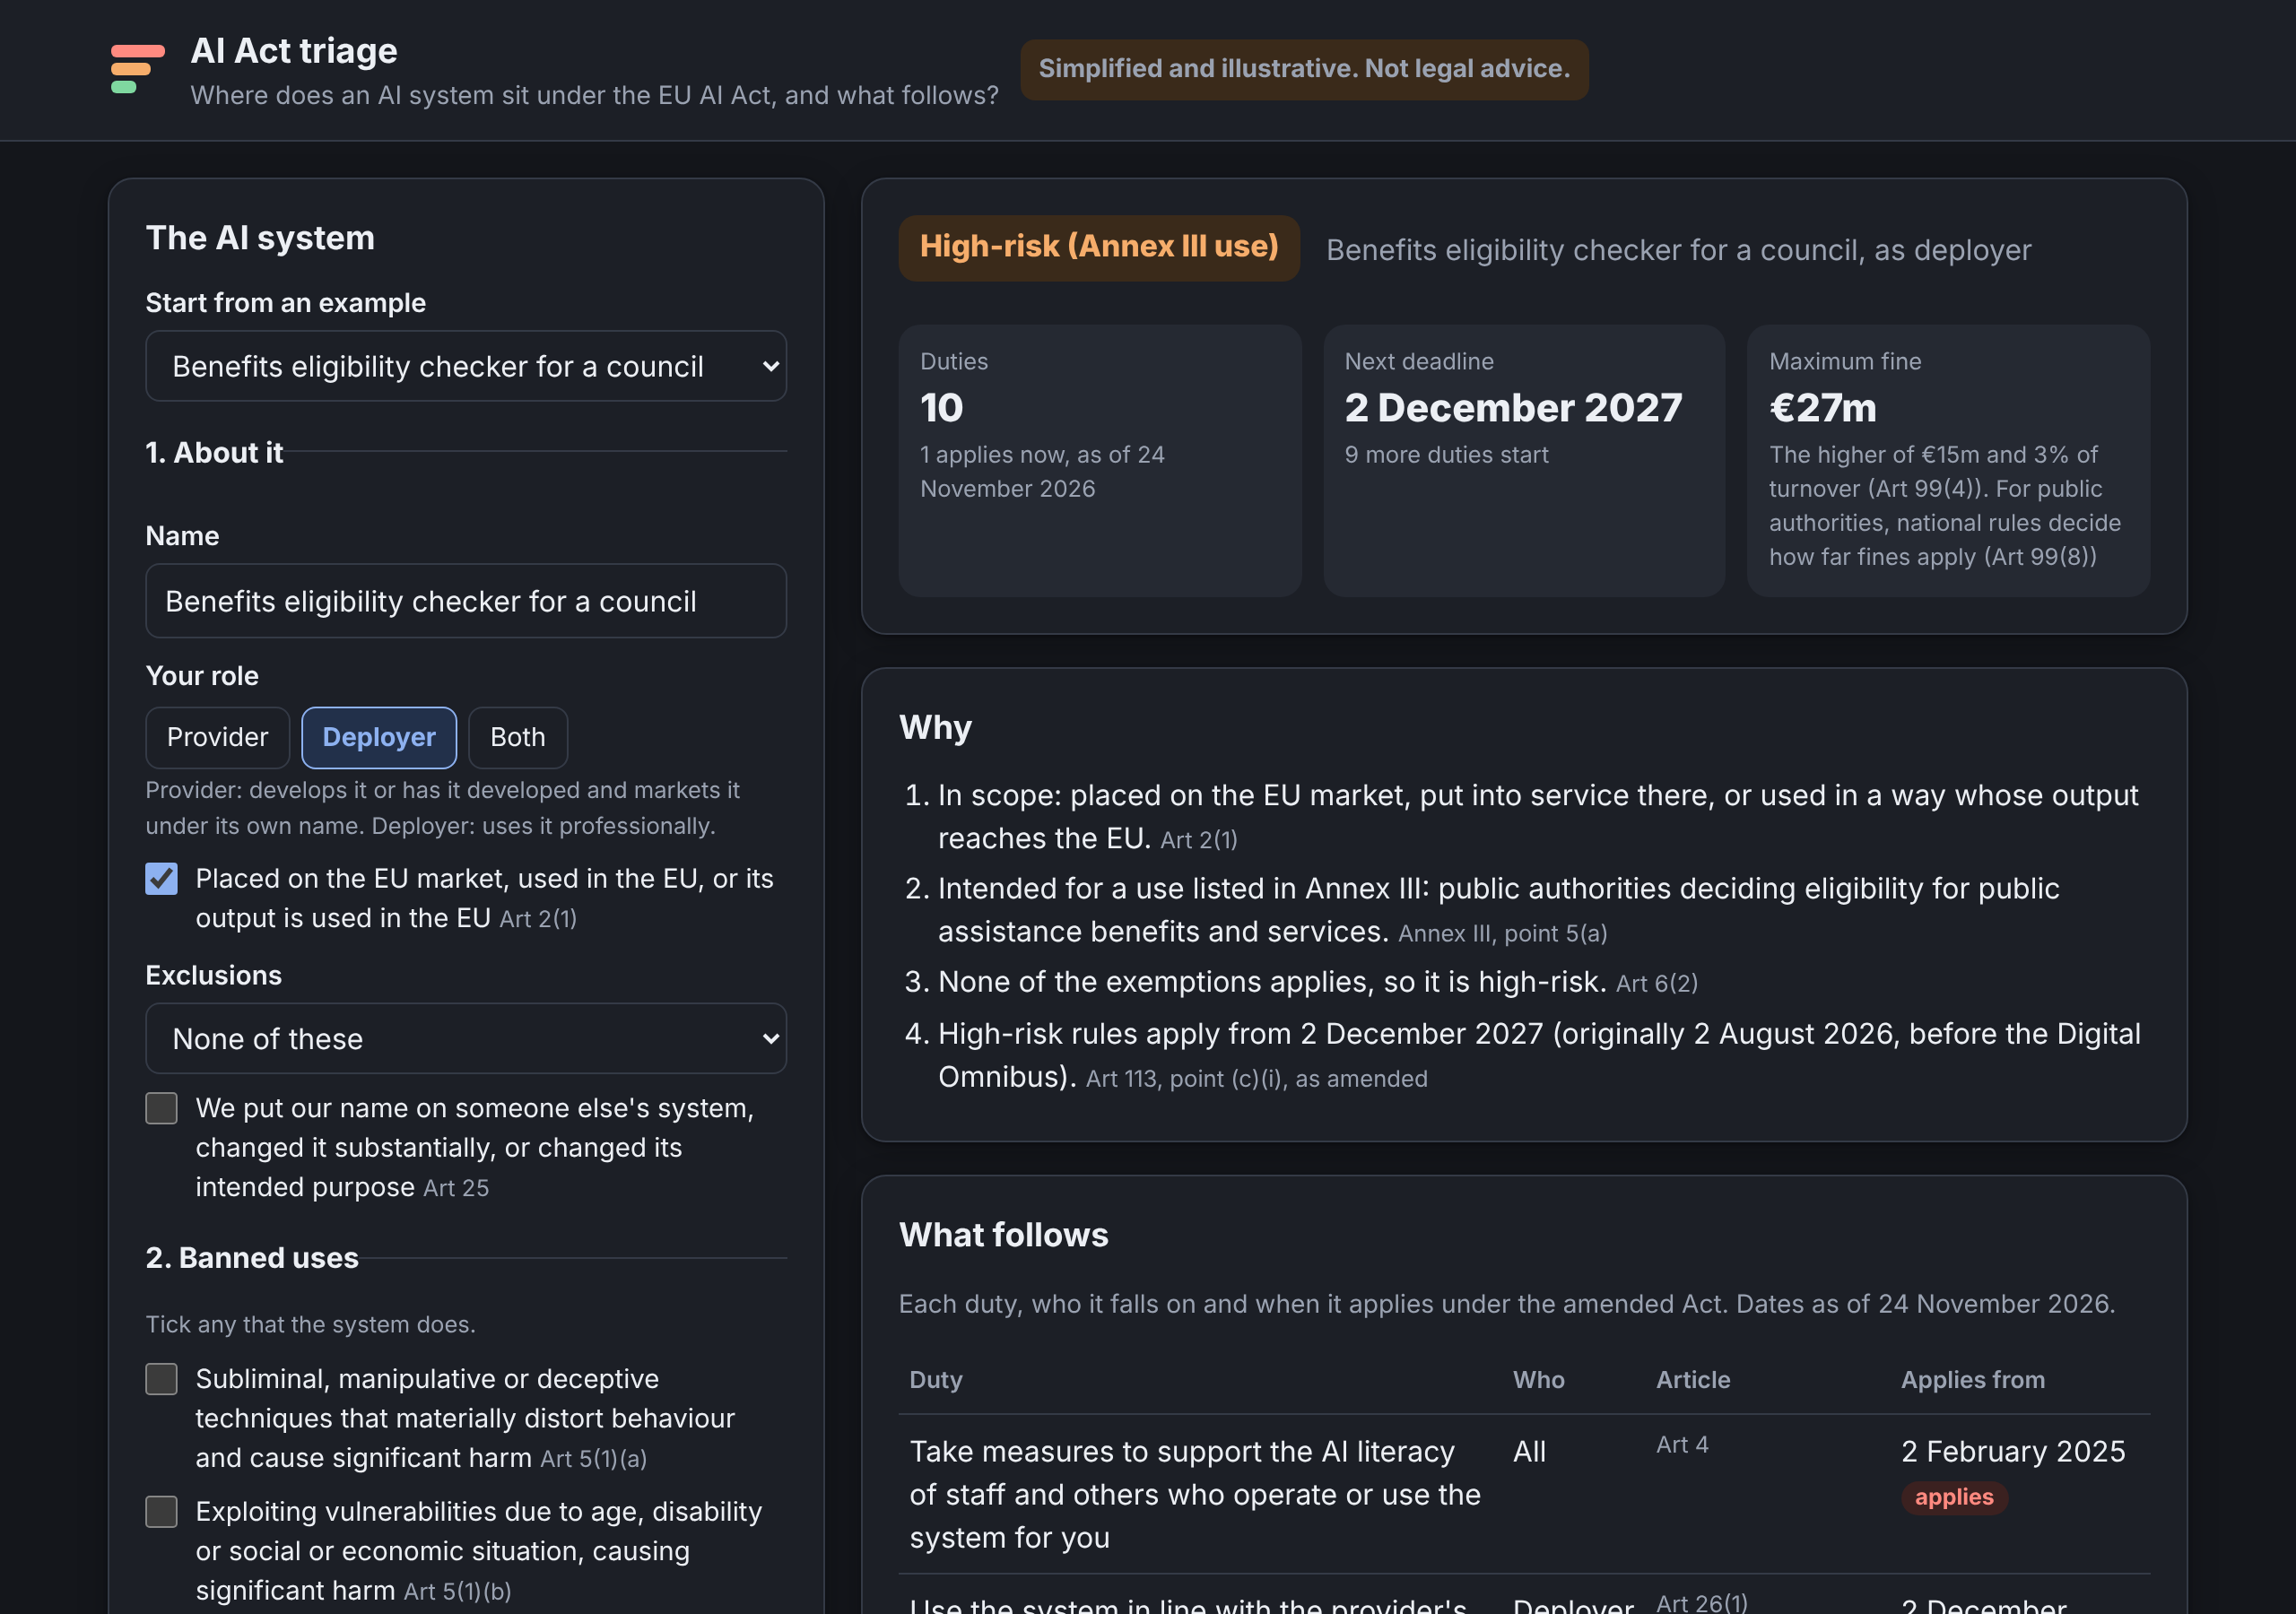 AI Act triage
Where does an AI system sit under the EU AI Act, and what follows?
Simplified and illustrative. Not legal advice.
The AI system
Start from an example
Benefits eligibility checker for a council
1. About it
Name
Benefits eligibility checker for a council
Your role
Provider
Deployer
Both
Provider: develops it or has it developed and markets it
under its own name. Deployer: uses it professionally.
Placed on the EU market, used in the EU, or its
output is used in the EU Art 2(1)
Exclusions
None of these
We put our name on someone else's system,
changed it substantially, or changed its
intended purpose Art 25
2. Banned uses
Tick any that the system does.
Subliminal, manipulative or deceptive
techniques that materially distort behaviour
and cause significant harm Art 5(1)(a)
Exploiting vulnerabilities due to age, disability
or social or economic situation, causing
significant harm Art 5(1)(b)
High-risk (Annex III use)
Benefits eligibility checker for a council, as deployer
Duties
10
1 applies now, as of 24
November 2026
Next deadline
2 December 2027
9 more duties start
Maximum fine
€27m
The higher of €15m and 3% of
turnover (Art 99(4)). For public
authorities, national rules decide
how far fines apply (Art 99(8))
Why
1. In scope: placed on the EU market, put into service there, or used in a way whose output
reaches the EU. Art 2(1)
2. Intended for a use listed in Annex III: public authorities deciding eligibility for public
assistance benefits and services. Annex III, point 5(a)
3. None of the exemptions applies, so it is high-risk. Art 6(2)
4. High-risk rules apply from 2 December 2027 (originally 2 August 2026, before the Digital
Omnibus). Art 113, point (c)(i), as amended
What follows
Each duty, who it falls on and when it applies under the amended Act. Dates as of 24 November 2026.
Duty
Who
Article
Applies from
Take measures to support the AI literacy
of staff and others who operate or use the
system for you
All
Art 4
2 February 2025
applies
Use the system in line with the provider's
Deployer
Art 26(1)
2 December